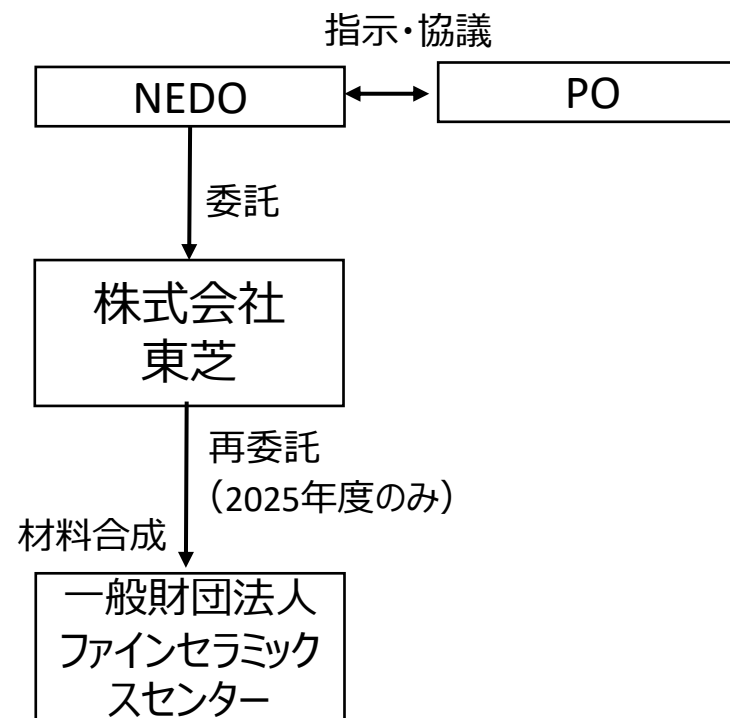 指示・協議
NEDO
PO
委託
株式会社
東芝
再委託
（2025年度のみ）
材料合成
一般財団法人
ファインセラミック
スセンター